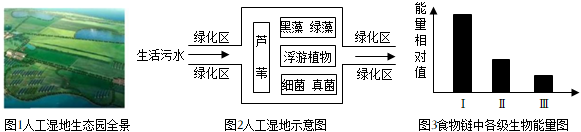 图1人工湿地生态园全景
生活污水
绿化区
绿化区
芦苇
黑藻 绿藻
浮游植物
细菌 真菌
绿化区
绿化区
图2人工湿地示意图
能量相对值
I
II
III
图3食物链中各级生物能量图